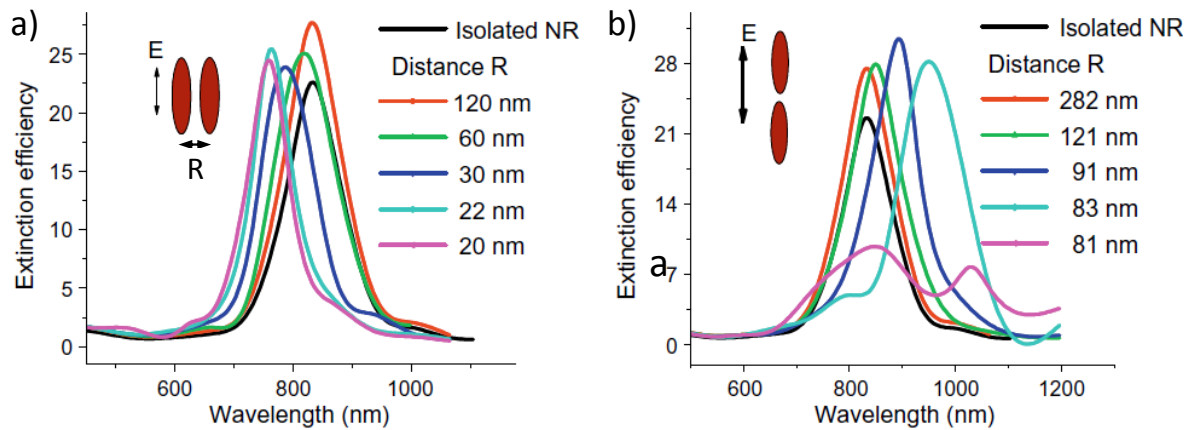 a)
Extinction efficiency
25
20
15
10
5
0
600
800
1000
Wavelength (nm)
E
R
Isolated NR
Distance R
120 nm
60 nm
30 nm
22 nm
20 nm
b)
Extinction efficiency
28
21
14
7
0
a
600
800
1000
1200
Wavelength (nm)
E
Isolated NR
Distance R
282 nm
121 nm
91 nm
83 nm
81 nm